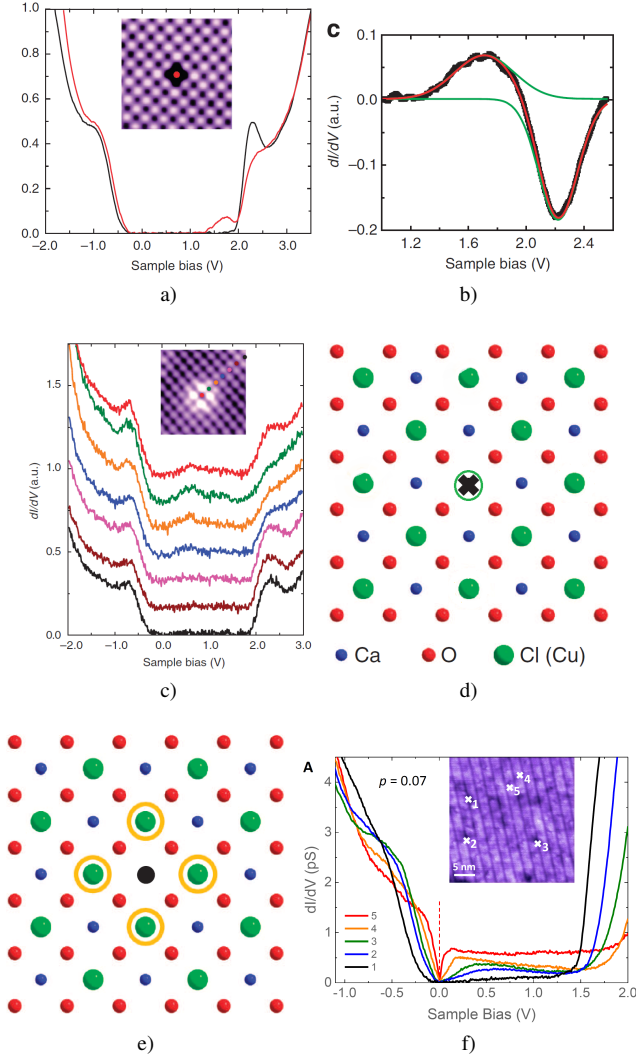 1.0
0.8
0.7
0.5
0.4
0.2
0.0
−2.0 −1.0 0.0 1.0 2.0 3.0
Sample bias (V)
a)
c
0.1
0.00
−0.1
−0.2
dI/dV (a.u.)
1.2 1.6 2.0 2.4
Sample bias (V)
b)
1.5
1.0
0.5
0.0
dI/dV (a.u.)
−2.0 −1.0 0.0 1.0 2.0 3.0
Sample bias (V)
c)
Ca O Cl (Cu)
d)
e)
A
p = 0.07
4
3
2
1
0
dI/dV (pS)
4
5
1
2
3
5 nm
5
4
3
2
1
-1.0 -0.5 0.0 0.5 1.0 1.5 2.0
Sample Bias (V)
f)